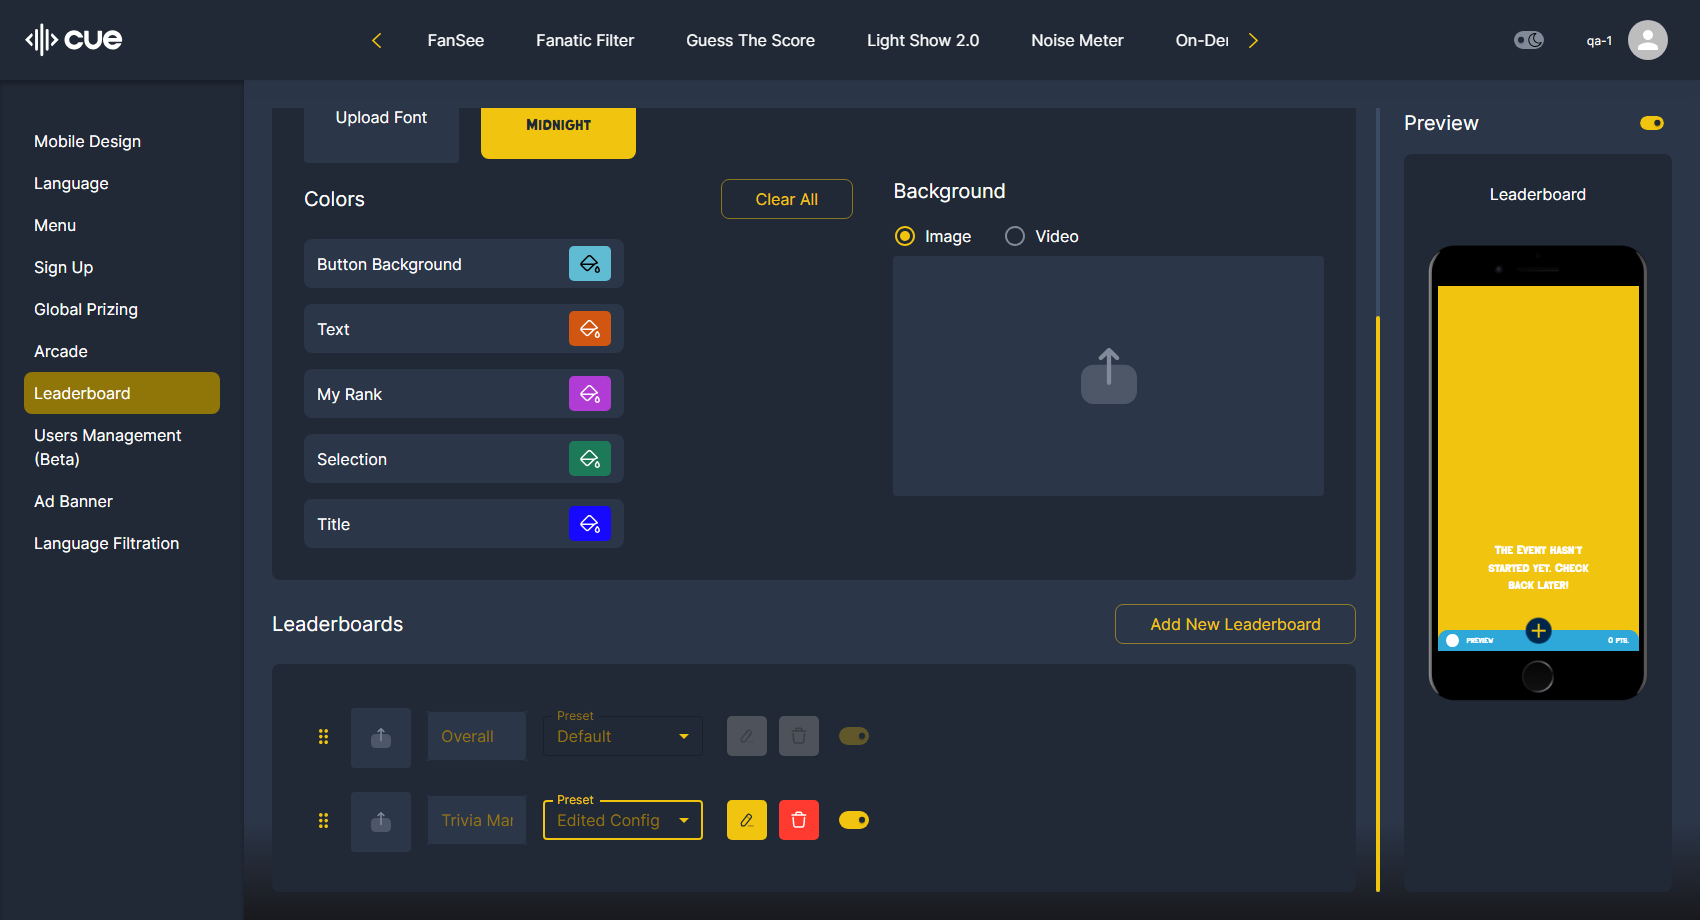 cue
FanSee
Fanatic Filter
Guess The Score
Light Show 2.0
Noise Meter
On-De
qa-1
Mobile Design
Language
Menu
Sign Up
Global Prizing
Arcade
Leaderboard
Users Management
(Beta)
Ad Banner
Language Filtration
Upload Font
MIDNIGHT
Colors
Clear All
Button Background
Text
My Rank
Selection
Title
Background
Image
Video
Leaderboards
Add New Leaderboard
Preset
Overall
Default
Preset
Trivia Mar
Edited Config
Preview
Leaderboard
THE EVENT HASN'T
STARTED YET. CHECK
BACK LATER!
PREVIEW
0 PTS.